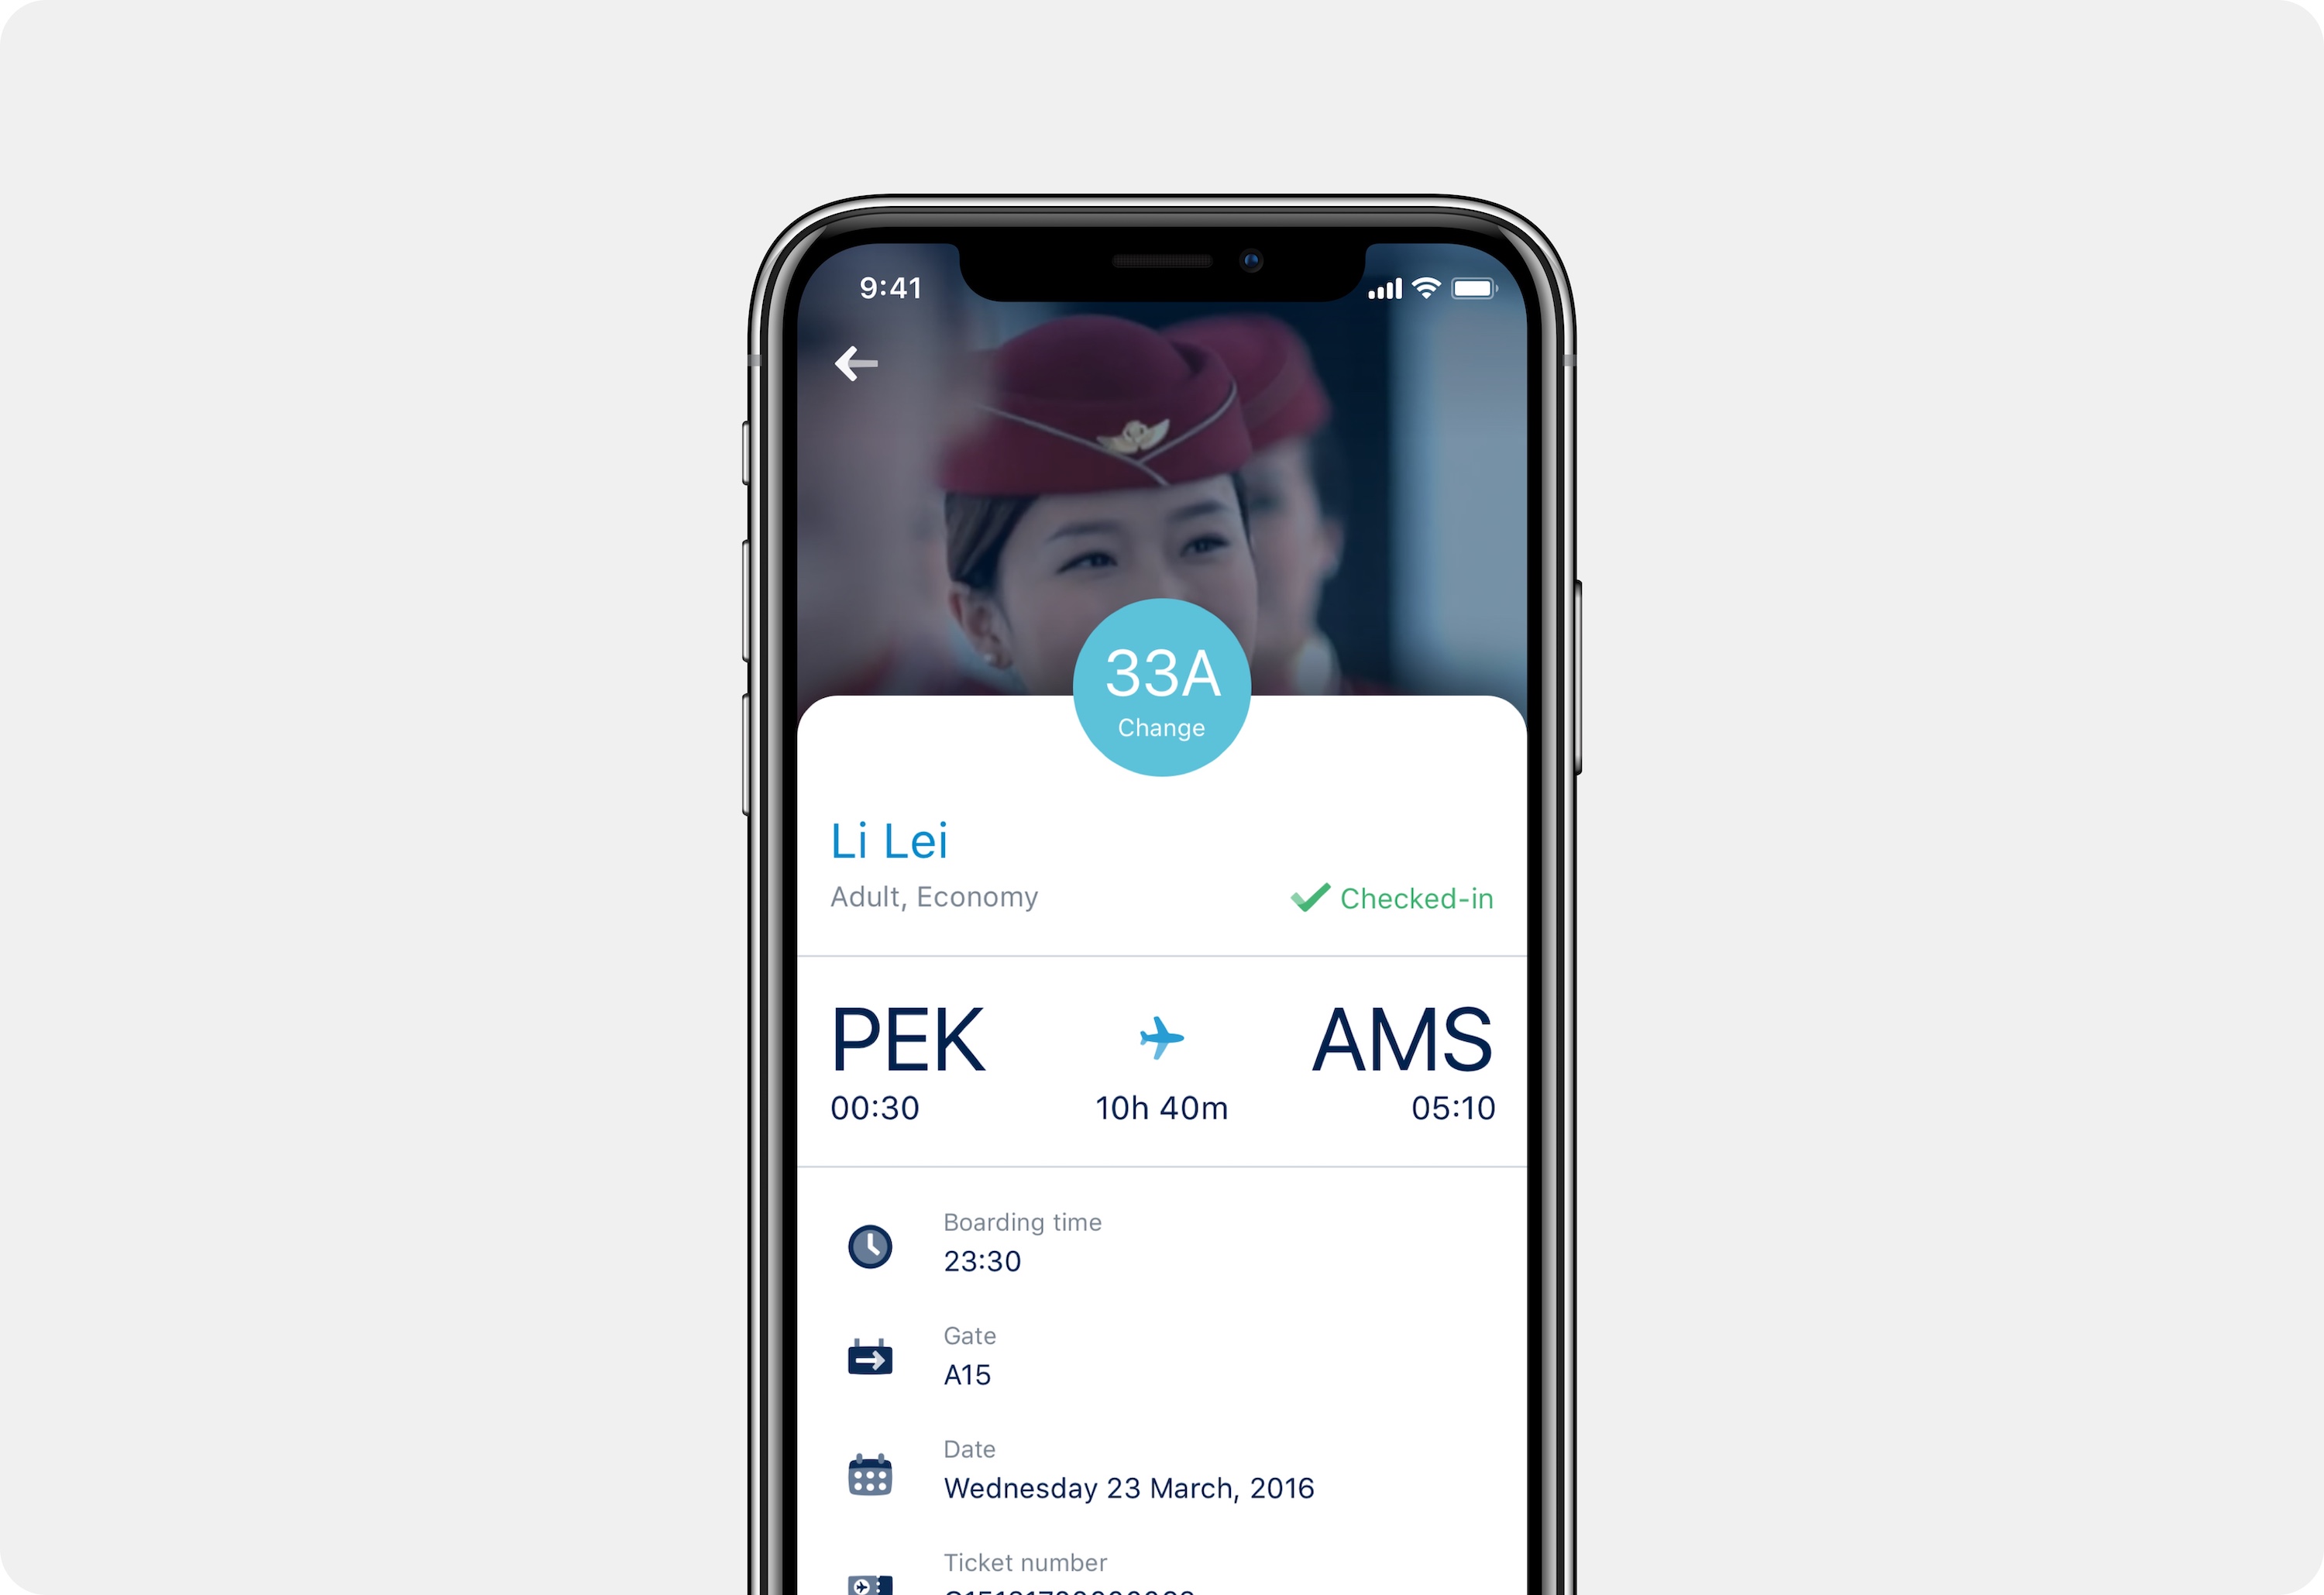 9:41
33A
Change
Li Lei
Adult, Economy
Checked-in
PEK
AMS
00:30
10h 40m
05:10
Boarding time
23:30
Gate
A15
Date
Wednesday 23 March, 2016
Ticket number